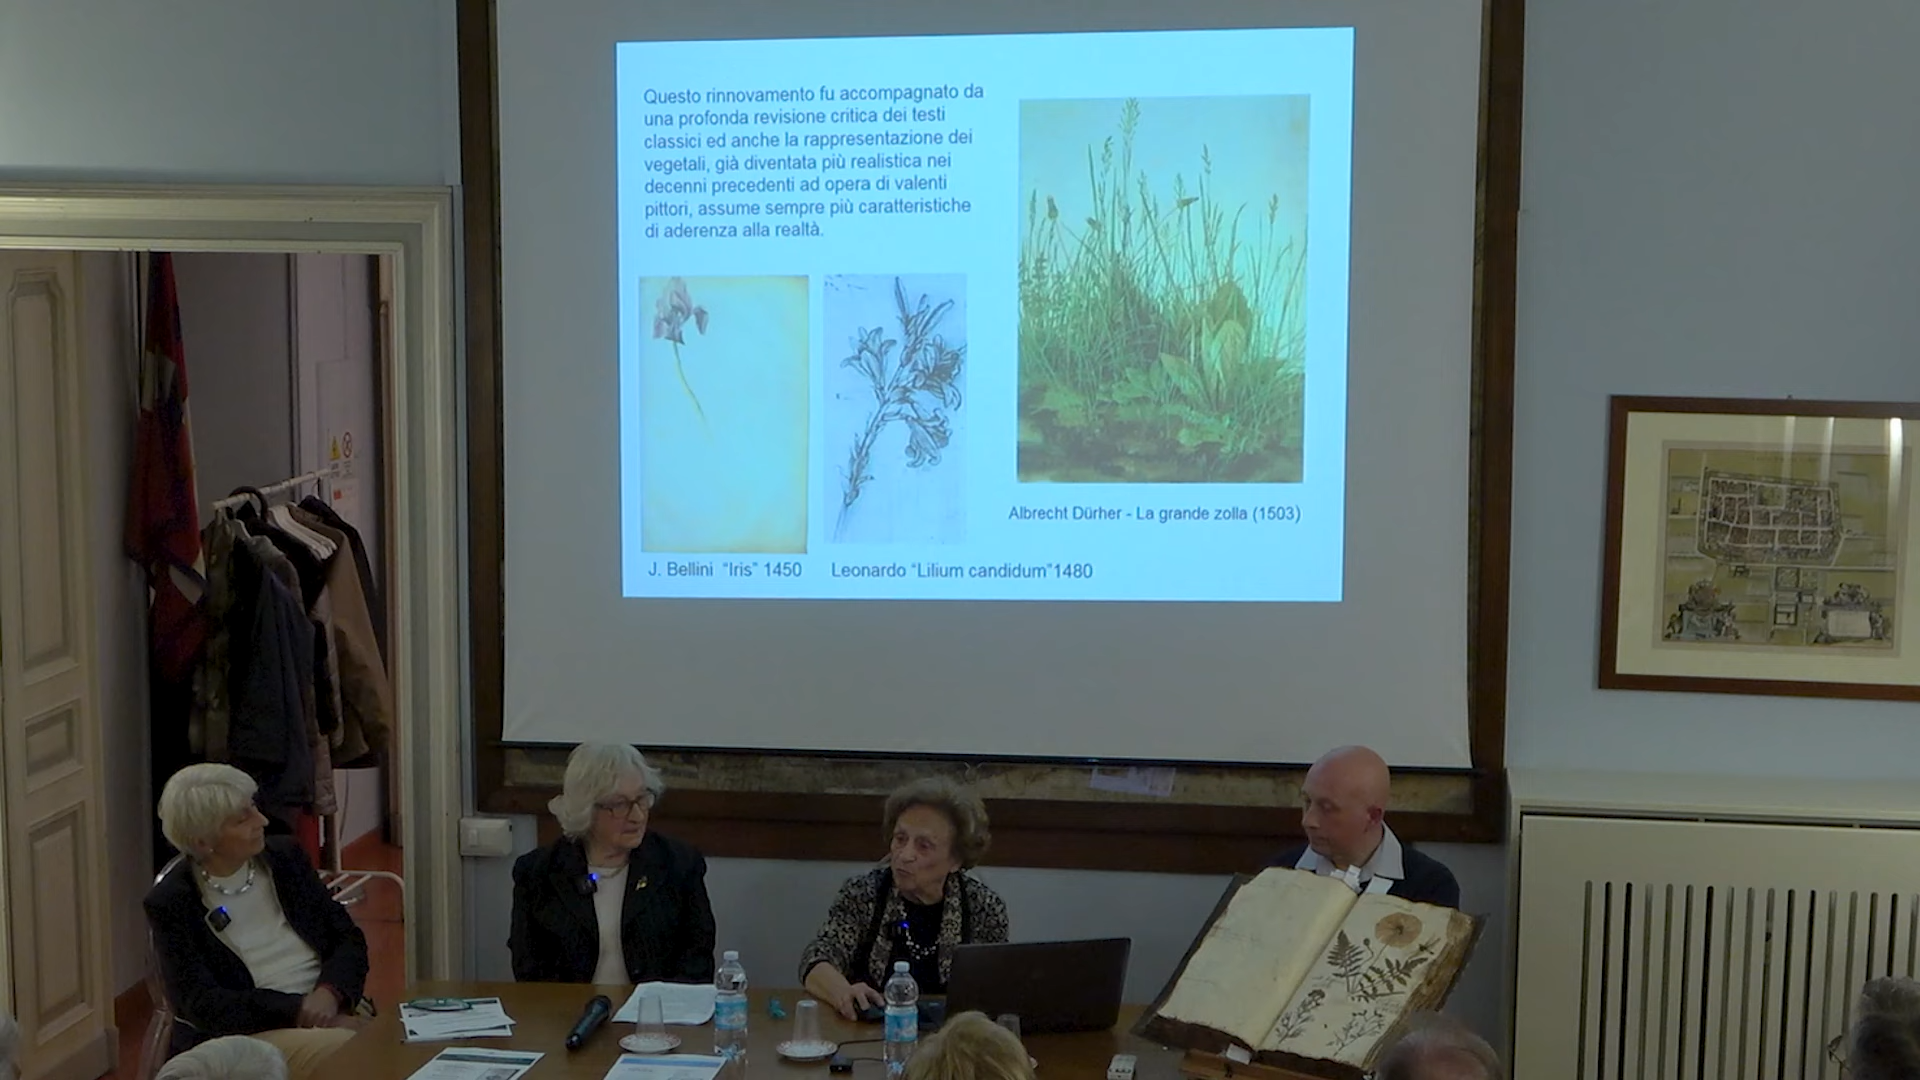 Questo rinnovamento fu accompagnato da
una profonda revisione critica dei testi
classici ed anche la rappresentazione dei
vegetali, già diventata più realistica nei
decenni precedenti ad opera di valenti
pittori, assume sempre più caratteristiche
di aderenza alla realtà.
Albrecht Dürher - La grande zolla (1503)
J. Bellini "Iris" 1450
Leonardo "Lilium candidum"1480